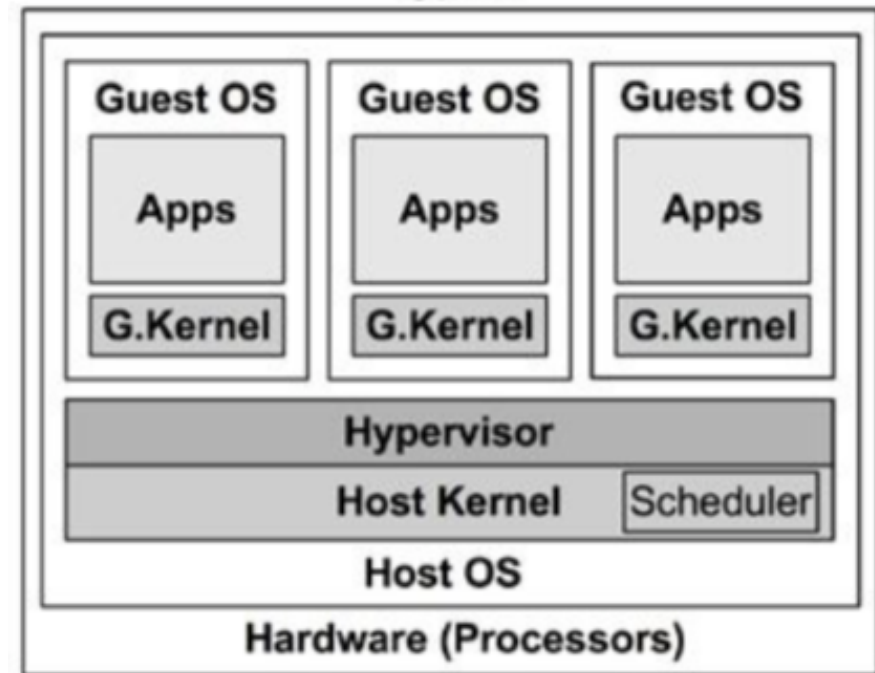 Guest OS Guest OS Guest OS
Apps Apps Apps
G.Kernel G.Kernel G.Kernel
Hypervisor
Host Kernel Scheduler
Host OS
Hardware (Processors)